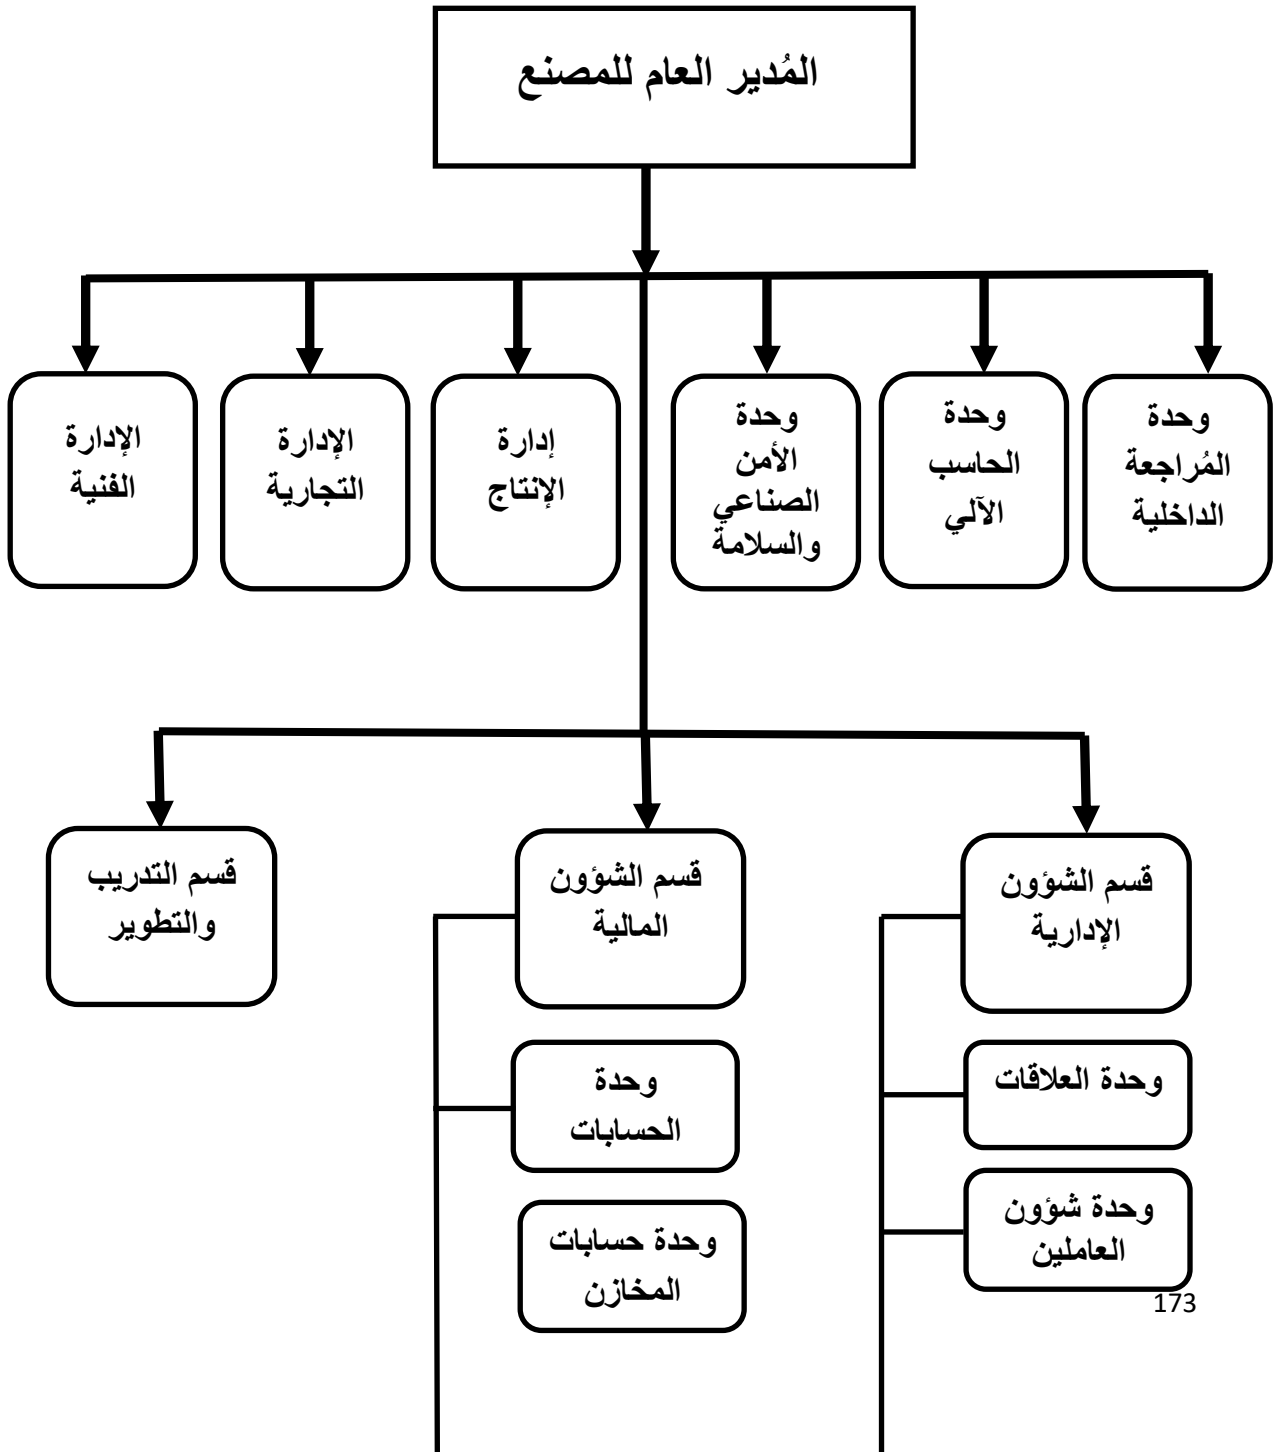 المُدير العام للمصنع
وحدة
المُراجعة
الداخلية
وحدة
الحاسب
الآلي
وحدة
الأمن
الصناعي
والسلامة
إدارة
الإنتاج
الإدارة
التجارية
الإدارة
الفنية
قسم الشؤون
الإدارية
قسم الشؤون
المالية
قسم التدريب
والتطوير
وحدة العلاقات
وحدة
الحسابات
وحدة شؤون
العاملين
وحدة حسابات
المخازن
173